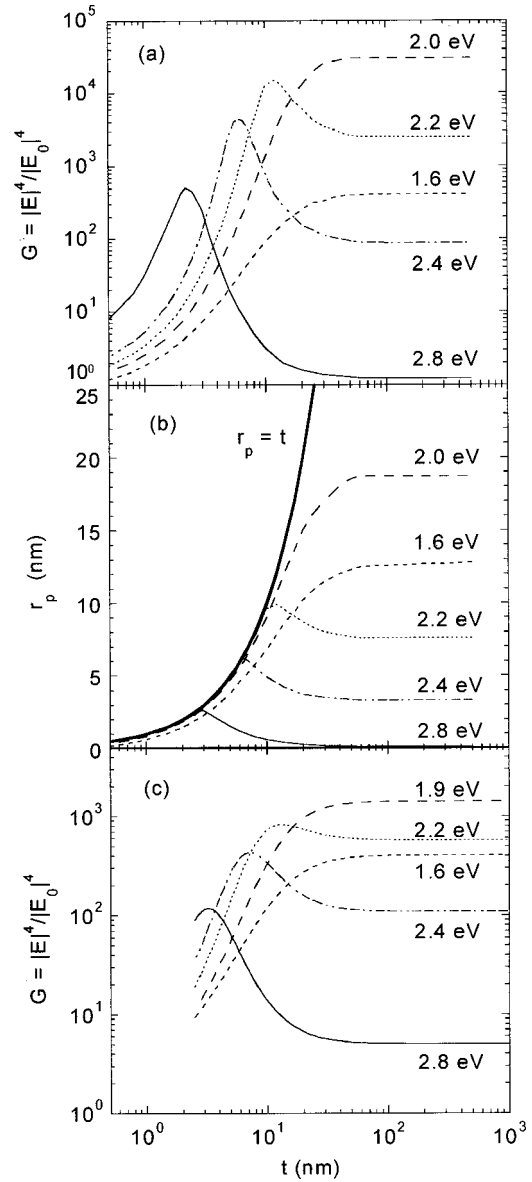 10^5
(a)
2.0 eV
10^4
2.2 eV
10^3
1.6 eV
10^2
2.4 eV
10^1
2.8 eV
10^0
G = |E|^4/|E_0|^4
25
(b)
r_p = t
2.0 eV
20
15
1.6 eV
10
2.2 eV
5
2.4 eV
2.8 eV
0
r_p (nm)
(c)
1.9 eV
10^3
2.2 eV
1.6 eV
2.4 eV
10^2
10^1
2.8 eV
10^0
G = |E|^4/|E_0|^4
10^0 10^1 10^2 10^3
t (nm)